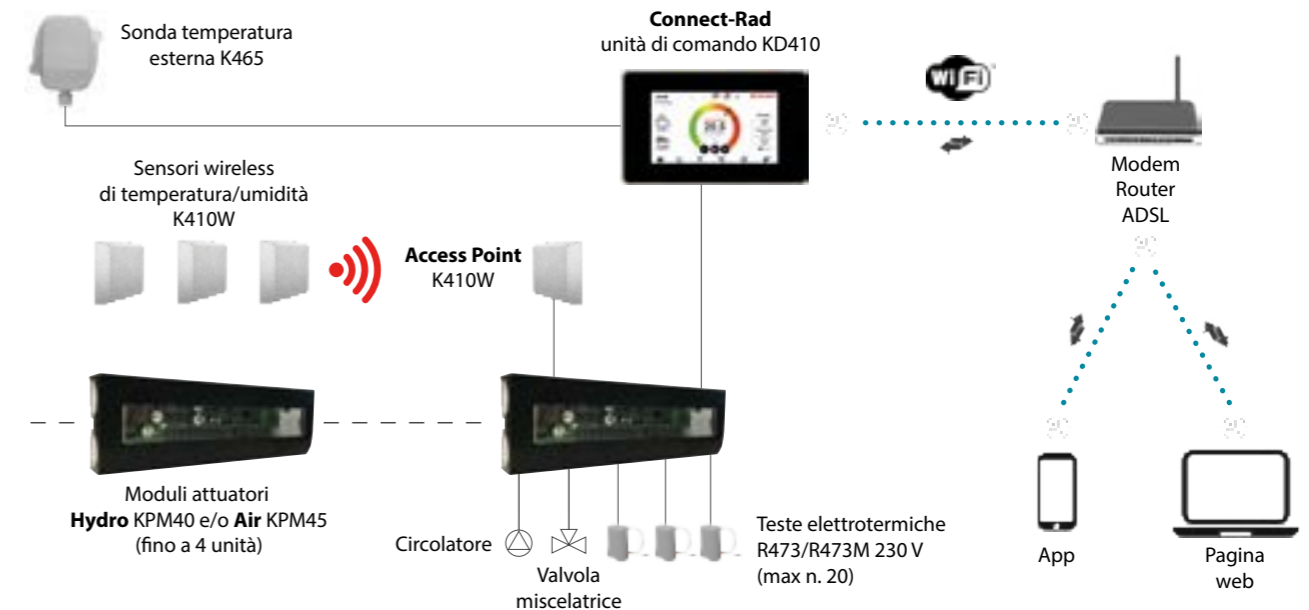 Sonda temperatura
esterna K465
Connect-Rad
unità di comando KD410
WiFi
Modem
Router
ADSL
Sensori wireless
di temperatura/umidità
K410W
Access Point
K410W
Moduli attuatori
Hydro KPM40 e/o Air KPM45
(fino a 4 unità)
Circolatore
Valvola
miscelatrice
Teste elettrotermiche
R473/R473M 230 V
(max n. 20)
App
Pagina
web